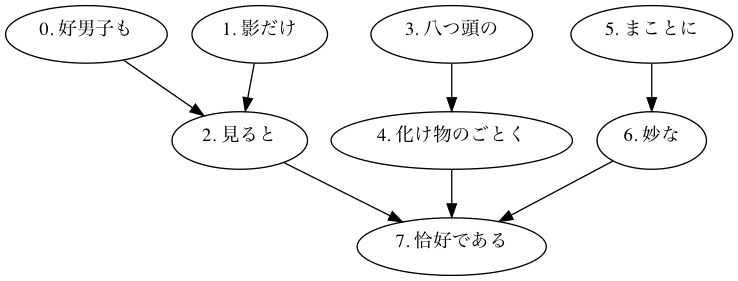 0. 好男子も
1. 影だけ
3. 八つ頭の
5. まことに
2. 見ると
4. 化け物のごとく
6. 妙な
7. 恰好である